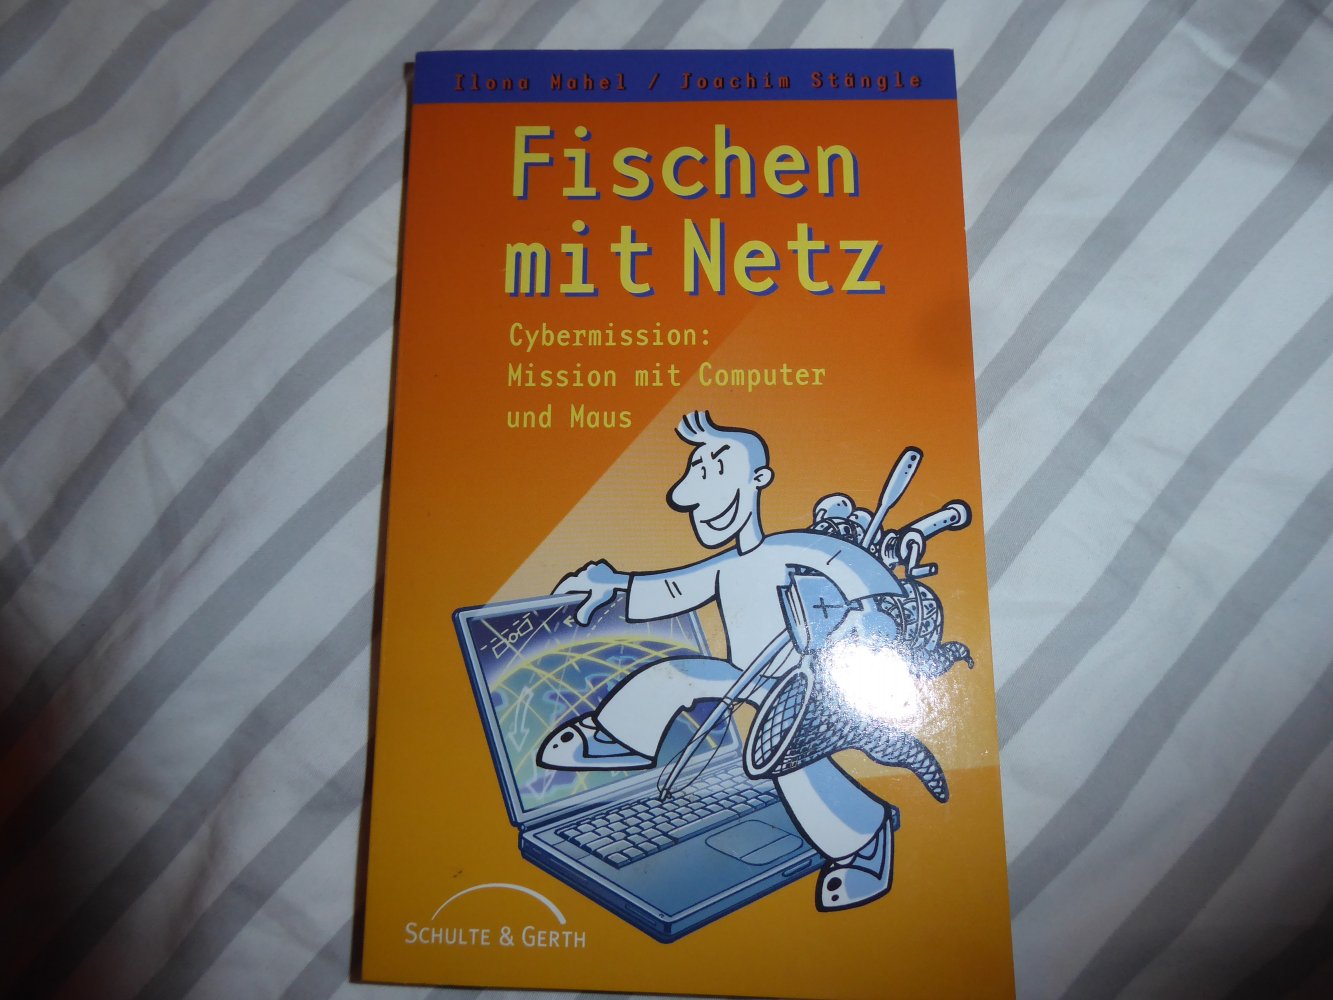 Ilona Mahel / Joachim Stängle
Fischen
mit Netz
Cybermission:
Mission mit Computer
und Maus
SCHULTE & GERTH